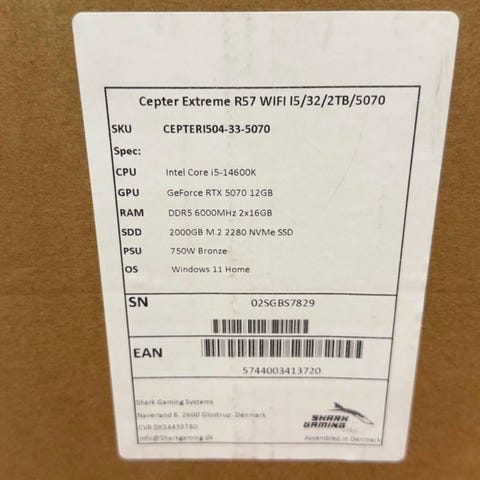 Cepter Extreme R57 WIFI I5/32/2TB/5070
SKU CEPTERI504-33-5070
Spec:
CPU Intel Core i5-14600K
GPU GeForce RTX 5070 12GB
RAM DDR5 6000MHz 2x16GB
SDD 2000GB M.2 2280 NVMe SSD
PSU 750W Bronze
OS Windows 11 Home
SN 02SGBS7829
EAN
5744003413720
Shark Gaming Systems
Naverland 6, 2600 Glostrup, Denmark
CVR DK34455780
info@Sharkgaming.dk
SHARK
GAMING
Assembled in Denmark